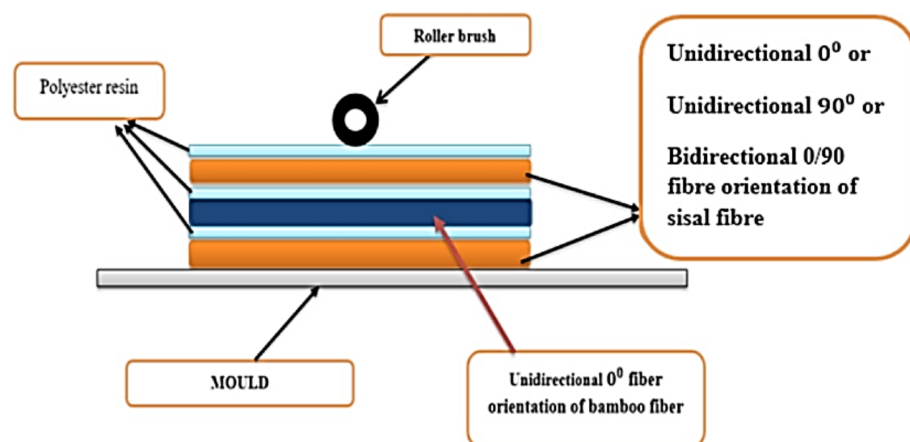 Roller brush
Polyester resin
Unidirectional 0⁰ or
Unidirectional 90⁰ or
Bidirectional 0/90
fibre orientation of
sisal fibre
MOULD
Unidirectional 0⁰ fiber
orientation of bamboo fiber